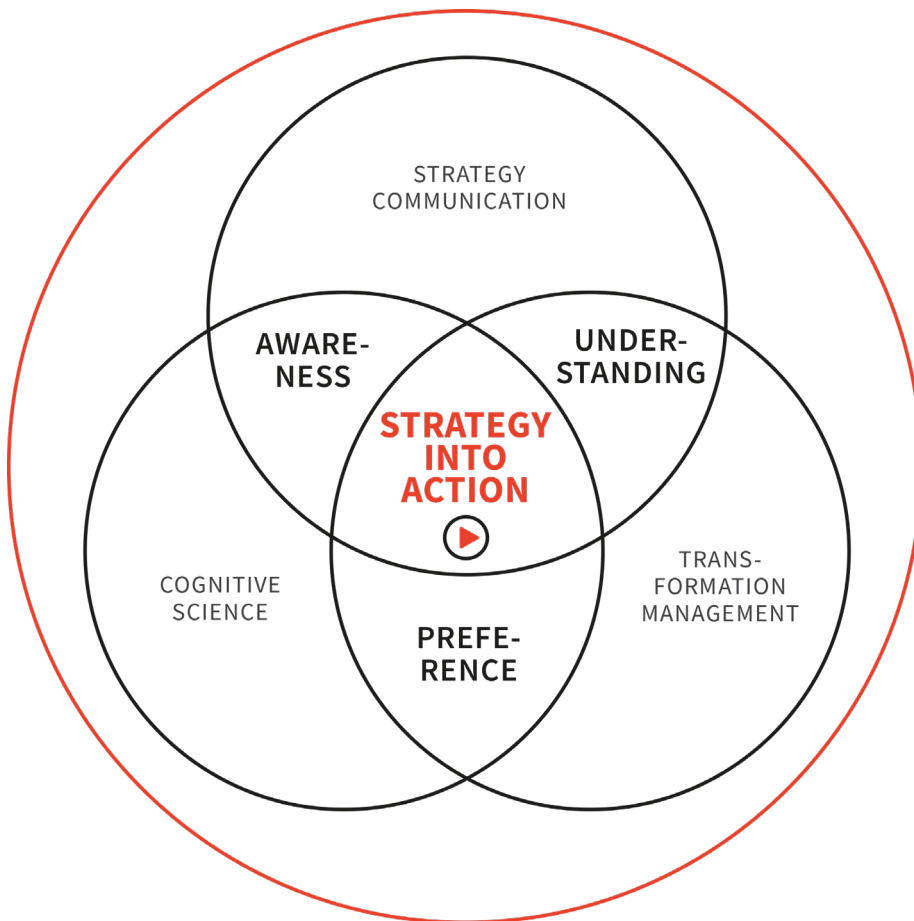 STRATEGY
COMMUNICATION
AWARE-
NESS
UNDER-
STANDING
STRATEGY
INTO
ACTION
COGNITIVE
SCIENCE
TRANS-
FORMATION
MANAGEMENT
PREFE-
RENCE